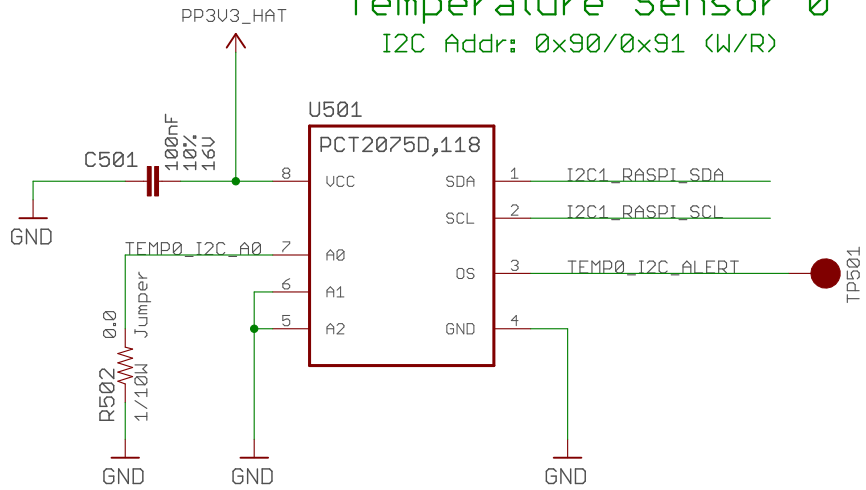 Temperature Sensor 0
PP3V3_HAT
I2C Addr: 0x90/0x91 (W/R)
U501
C501
100nF
10%
16V
PCT2075D,118
8
VCC
SDA
1
I2C1_RASPI_SDA
SCL
2
I2C1_RASPI_SCL
GND
TEMP0_I2C_A0
7
A0
OS
3
TEMP0_I2C_ALERT
TP501
6
A1
5
A2
GND
4
R502
0.0
Jumper
1/10W
GND
GND
GND